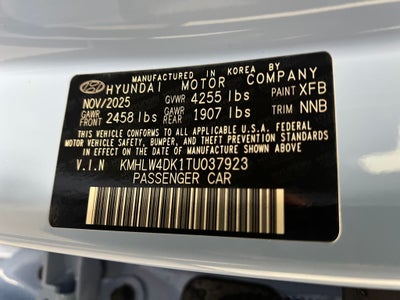 MANUFACTURED IN KOREA BY
HYUNDAI MOTOR COMPANY
NOV/2025 GVWR 4255 lbs PAINT XFB
GAWR FRONT 2458 lbs GAWR REAR 1907 lbs TRIM NNB
THIS VEHICLE CONFORMS TO ALL APPLICABLE U.S.A. FEDERAL
MOTOR VEHICLE SAFETY, BUMPER, AND THEFT PREVENTION STANDARDS
IN EFFECT ON THE DATE OF MANUFACTURE SHOWN ABOVE.
V.I.N KMHLW4DK1TU037923
PASSENGER CAR